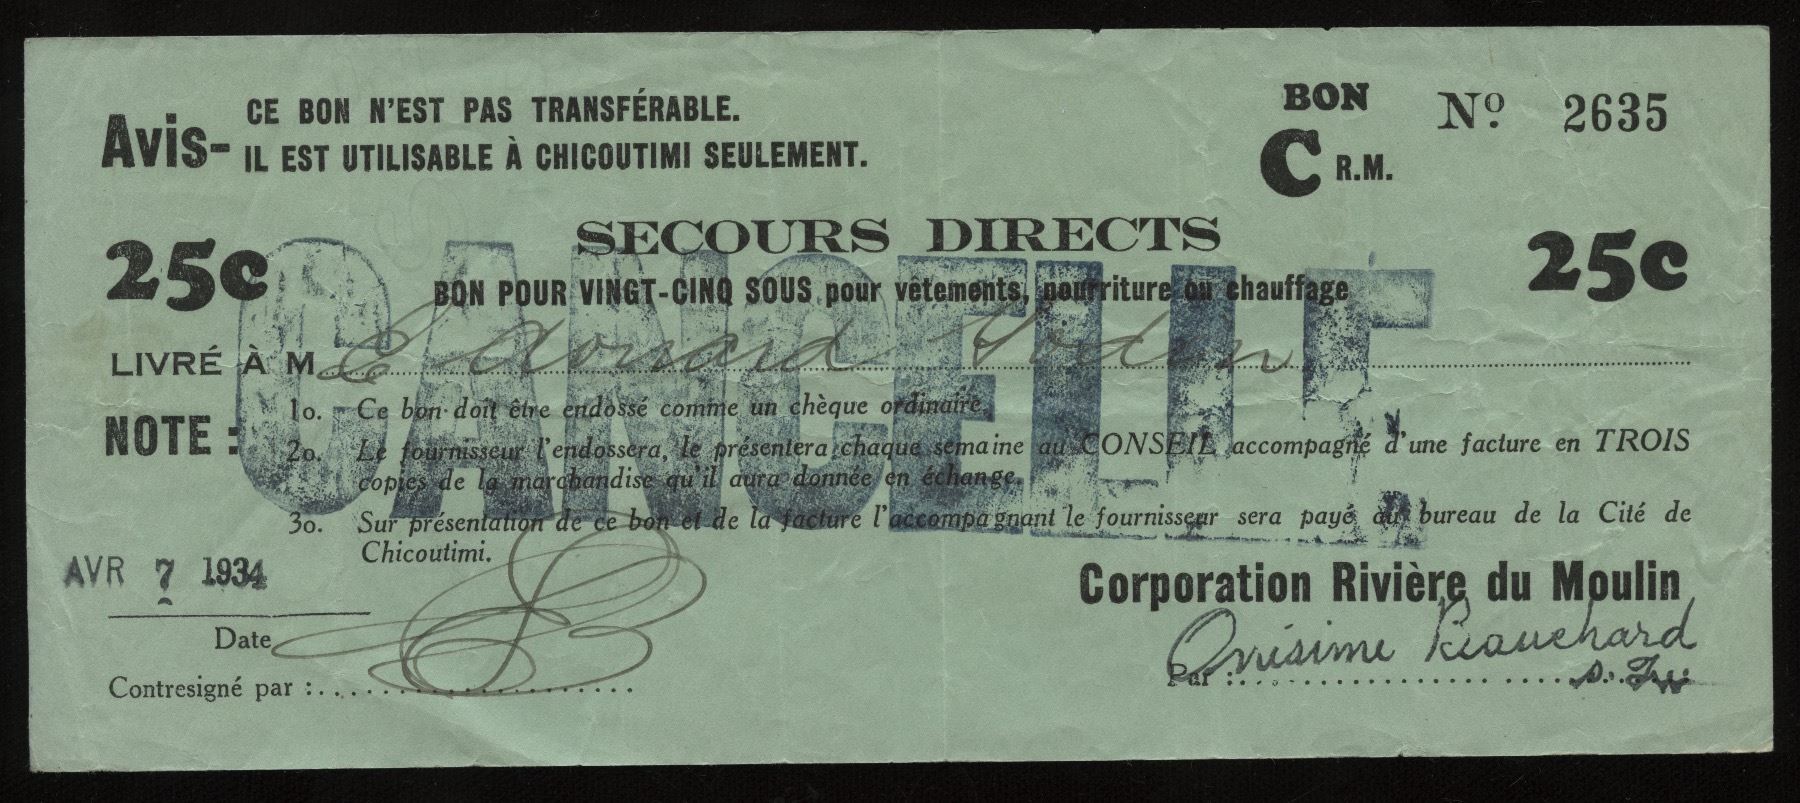 Avis- CE BON N'EST PAS TRANSFÉRABLE.
IL EST UTILISABLE À CHICOUTIMI SEULEMENT.
BON
C R.M.
Nº 2635
SECOURS DIRECTS
25c
25c
BON POUR VINGT-CINQ SOUS pour vêtements, nourriture ou chauffage
CANCELLÉ
LIVRÉ À M. Edouard
NOTE :
1o. Ce bon doit être endossé comme un chèque ordinaire.
2o. Le fournisseur l'endossera, le présentera chaque semaine au CONSEIL accompagné d'une facture en TROIS
copies de la marchandise qu'il aura donnée en échange.
3o. Sur présentation de ce bon et de la facture l'accompagnant le fournisseur sera payé au bureau de la Cité de
Chicoutimi.
AVR 7 1934
Date
Contresigné par :
Corporation Rivière du Moulin
Par : Onésime Blanchard